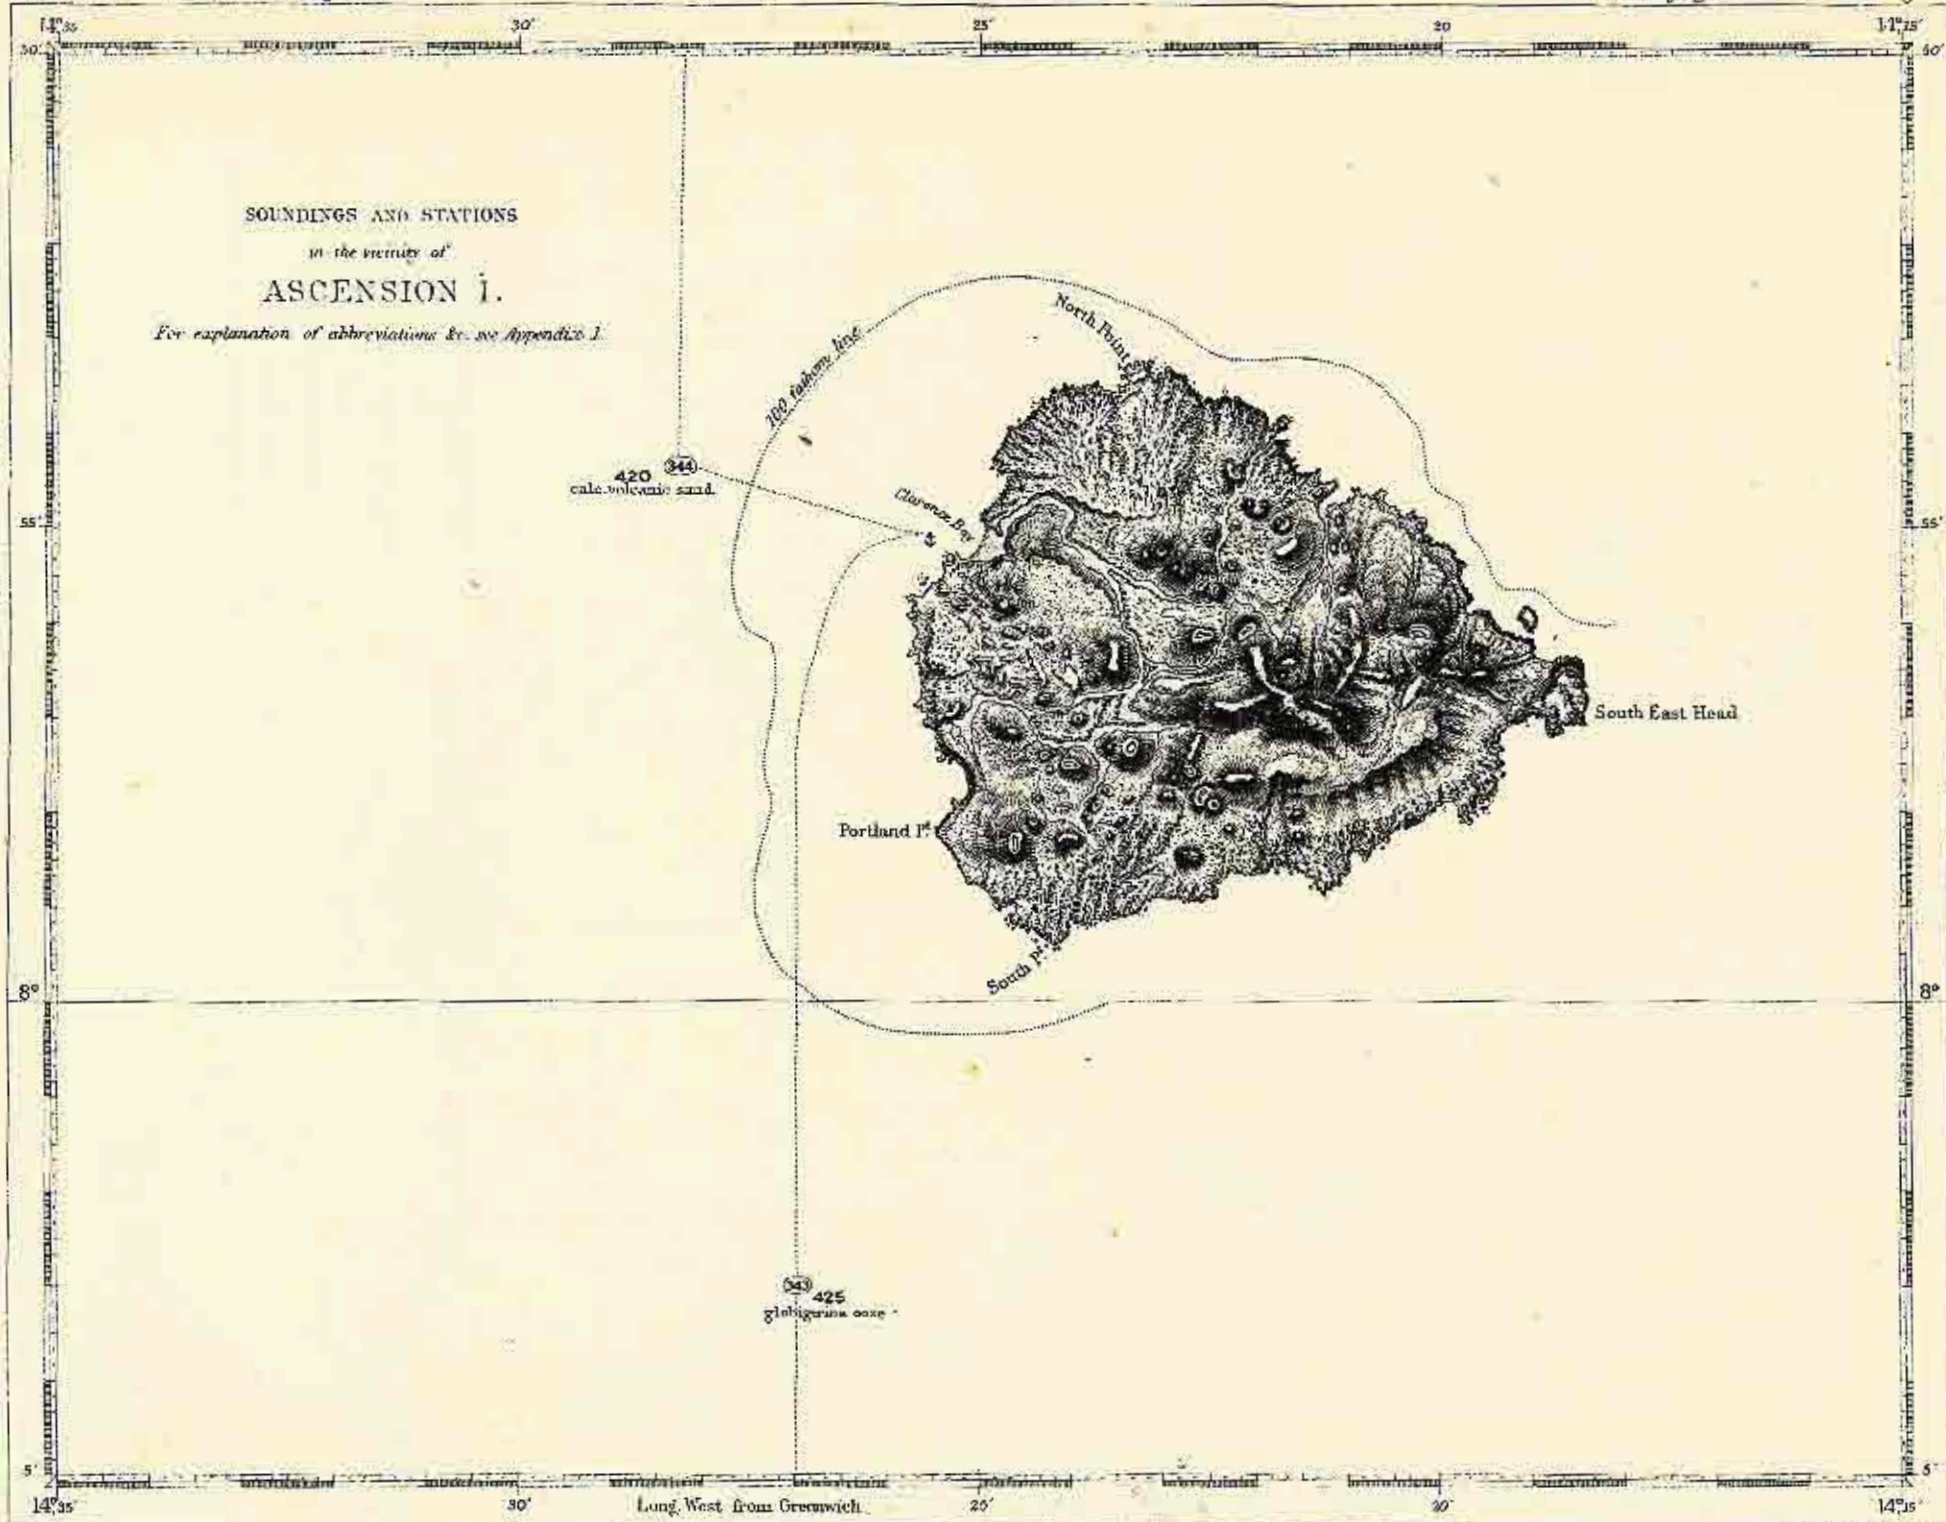 14°35'
30'
25'
20'
14°15'
50'
50'
SOUNDINGS AND STATIONS
in the vicinity of
ASCENSION I.
For explanation of abbreviations &c. see Appendix I.
North Point
100 fathom line
344
420
calc. volcanic sand
Clarence Bay
55'
55'
South East Head
Portland Pt.
South Pt.
8°
8°
343
425
globigerina ooze
5'
5'
14°35'
30'
Long. West from Greenwich
25'
20'
14°15'